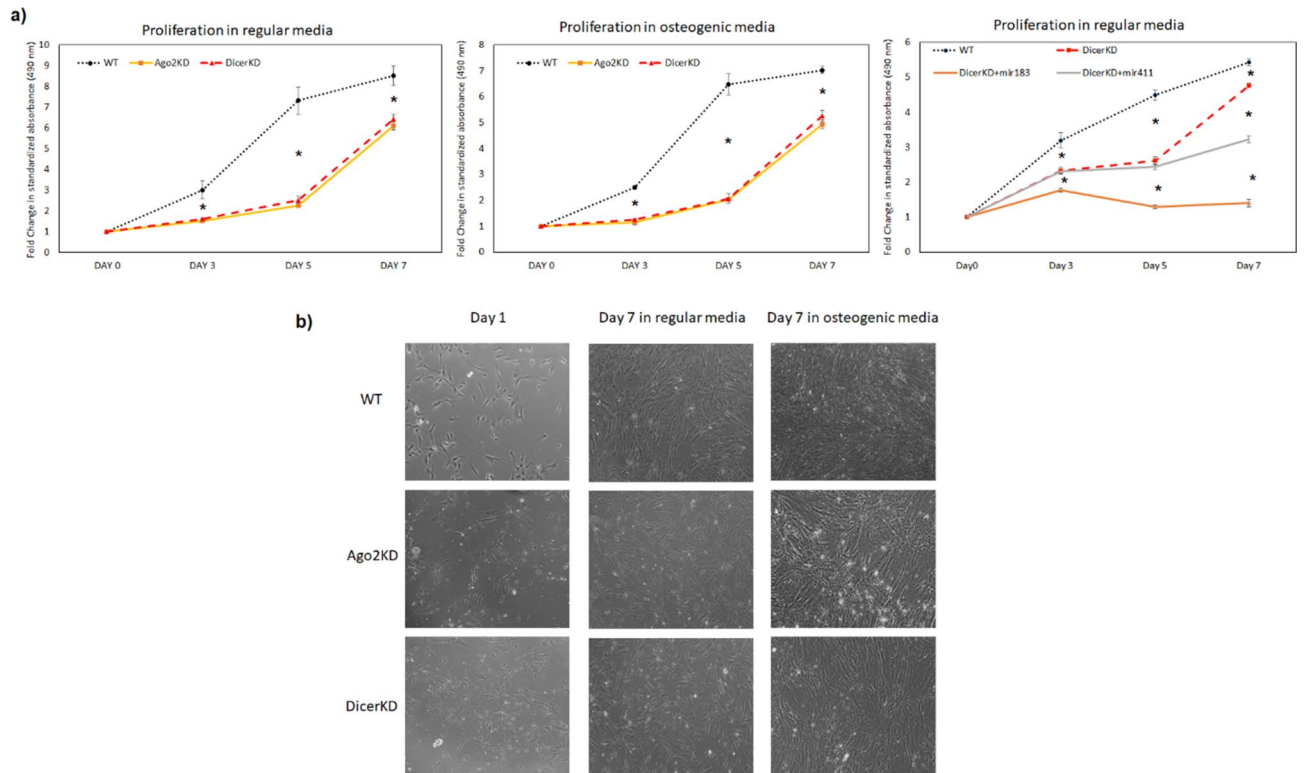 a)
Proliferation in regular media
Fold Change in standardized absorbance (490 nm)
10
9
8
7
6
5
4
3
2
1
0
WT
Ago2KD
DicerKD
*
*
*
DAY 0
DAY 3
DAY 5
DAY 7
Proliferation in osteogenic media
Fold Change in standardized absorbance (490 nm)
8
7
6
5
4
3
2
1
0
WT
Ago2KD
DicerKD
*
*
*
DAY 0
DAY 3
DAY 5
DAY 7
Proliferation in regular media
Fold Change in standardized absorbance (490 nm)
6
5
4
3
2
1
0
WT
DicerKD
DicerKD+mir183
DicerKD+mir411
*
*
*
*
*
*
*
Day0
Day 3
Day 5
Day 7
b)
Day 1
Day 7 in regular media
Day 7 in osteogenic media
WT
Ago2KD
DicerKD